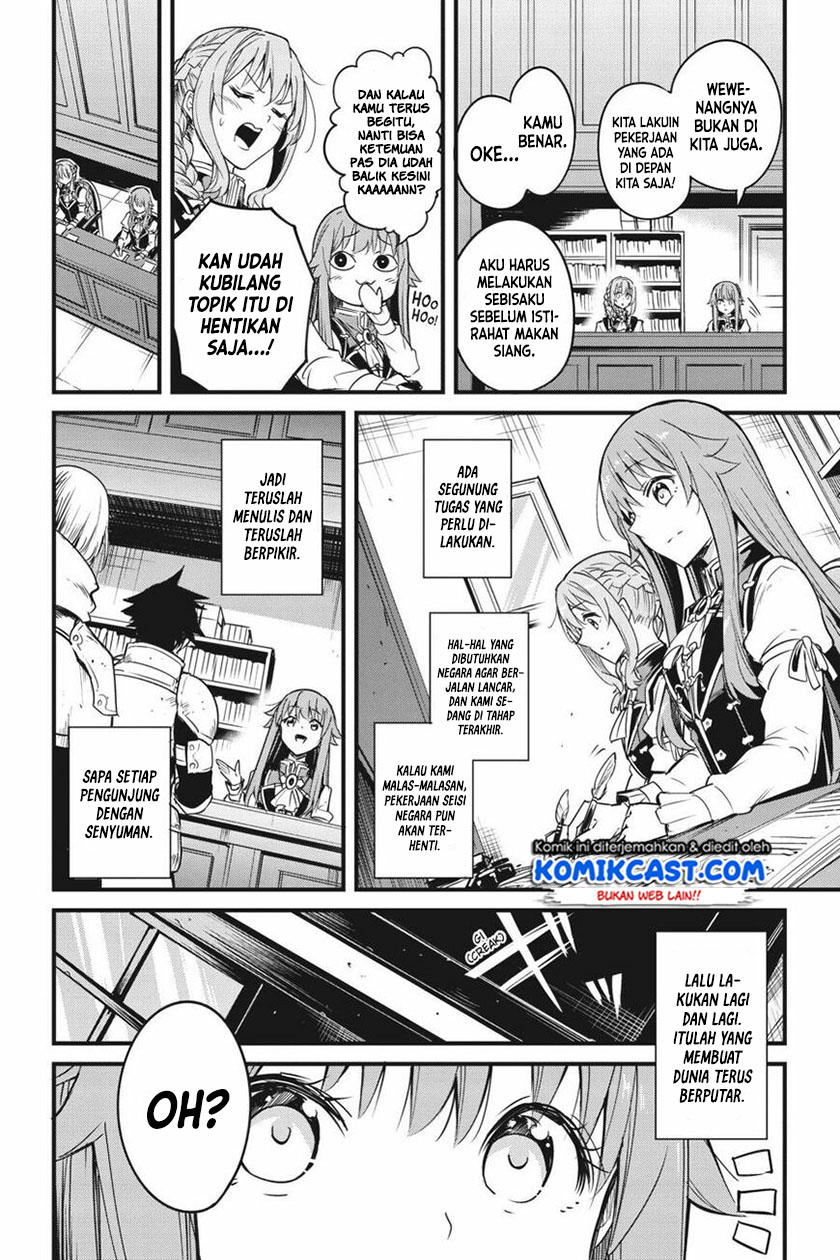 WEWE-
NANGNYA
BUKAN DI
KITA JUGA.
KITA LAKUIN
PEKERJAAN
YANG ADA
DI DEPAN
KITA SAJA!
KAMU
BENAR.
OKE...
AKU HARUS
MELAKUKAN
SEBISAKU
SEBELUM ISTI-
RAHAT MAKAN
SIANG.
DAN KALAU
KAMU TERUS
BEGITU,
NANTI BISA
KETEMUAN
PAS DIA UDAH
BALIK KESINI
KAAAAANN?
HOO
HOO!
KAN UDAH
KUBILANG
TOPIK ITU DI
HENTIKAN
SAJA...!
ADA
SEGUNUNG
TUGAS YANG
PERLU DI-
LAKUKAN.
HAL-HAL YANG
DIBUTUHKAN
NEGARA AGAR BER-
JALAN LANCAR,
DAN KAMI SE-
DANG DI TAHAP
TERAKHIR.
KALAU KAMI
MALAS-MALASAN,
PEKERJAAN SEISI
NEGARA PUN
AKAN TER-
HENTI.
JADI
TERUSLAH
MENULIS DAN
TERUSLAH
BERPIKIR.
SAPA SETIAP
PENGUNJUNG
DENGAN
SENYUMAN.
Komik ini diterjemahkan & diedit oleh
KOMIKCAST.COM
BUKAN WEB LAIN!!
LALU LA-
KUKAN LAGI
DAN LAGI.
ITULAH YANG
MEMBUAT
DUNIA TERUS
BERPUTAR.
GI
(CREAK)
OH?